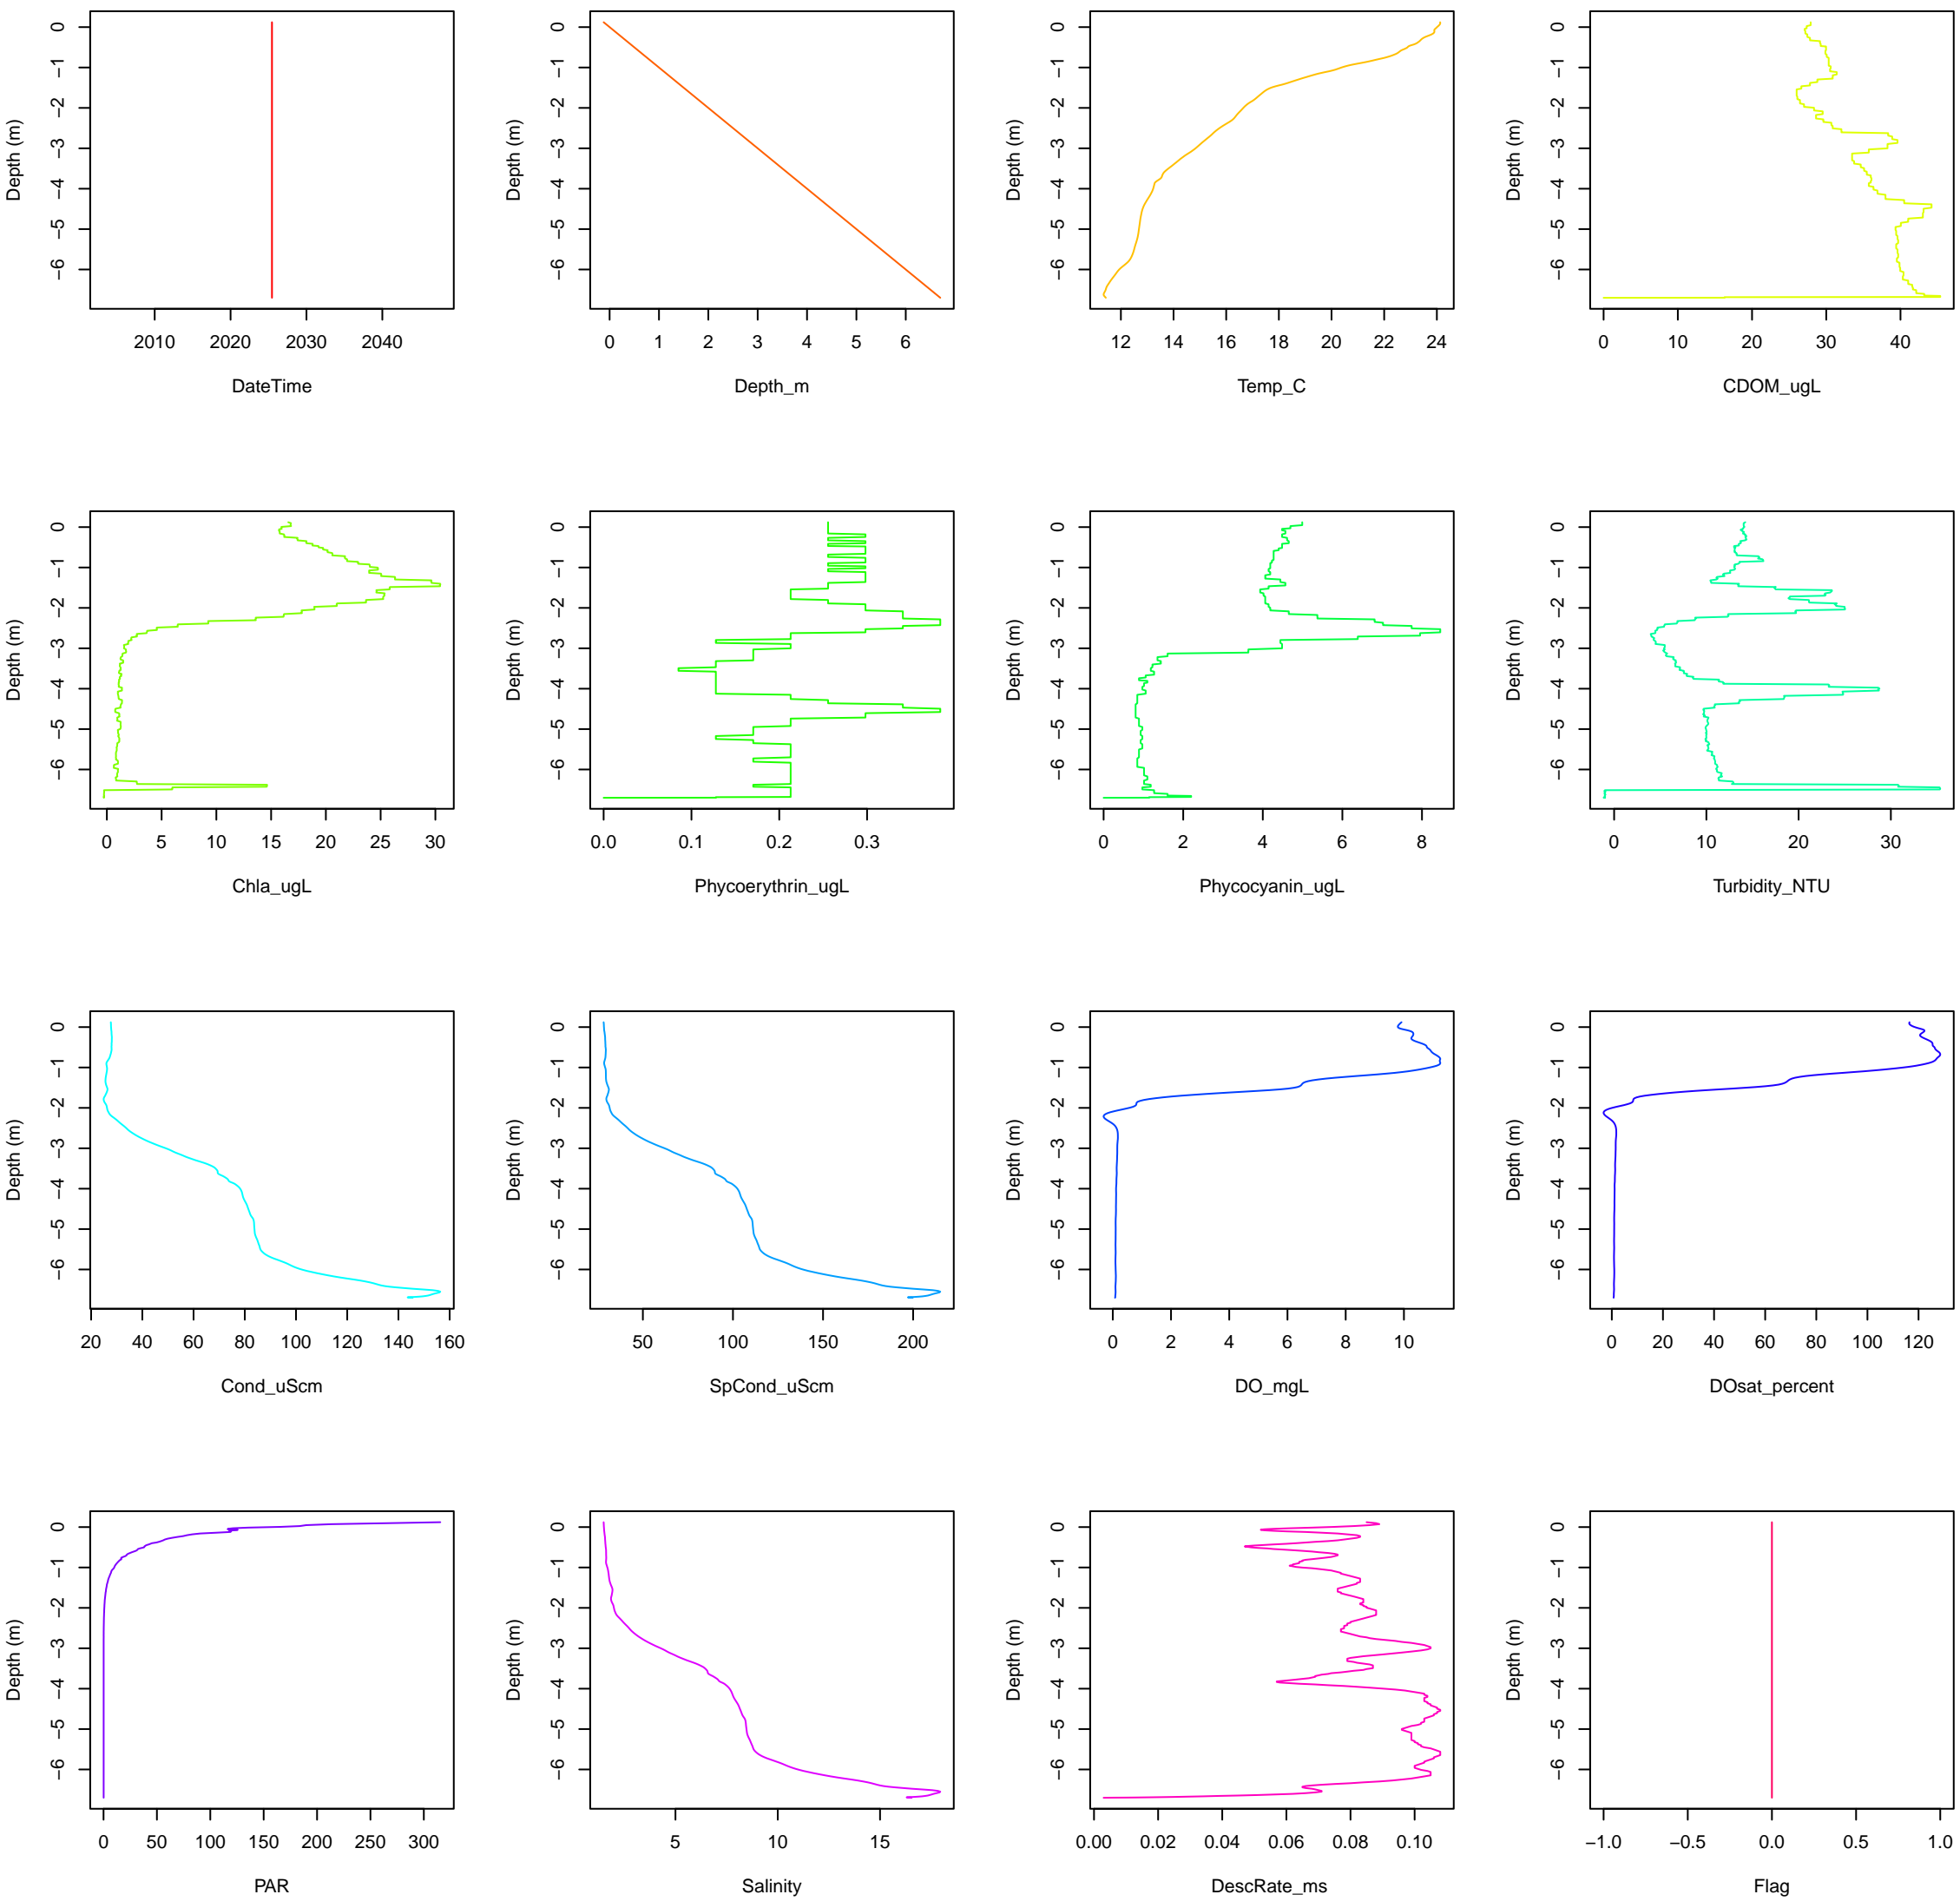 0 −1 −2 −3 −4 −5 −6
Depth (m)
2010 2020 2030 2040
DateTime
0 −1 −2 −3 −4 −5 −6
Depth (m)
0 1 2 3 4 5 6
Depth_m
0 −1 −2 −3 −4 −5 −6
Depth (m)
12 14 16 18 20 22 24
Temp_C
0 −1 −2 −3 −4 −5 −6
Depth (m)
0 10 20 30 40
CDOM_ugL
0 −1 −2 −3 −4 −5 −6
Depth (m)
0 5 10 15 20 25 30
Chla_ugL
0 −1 −2 −3 −4 −5 −6
Depth (m)
0.0 0.1 0.2 0.3
Phycoerythrin_ugL
0 −1 −2 −3 −4 −5 −6
Depth (m)
0 2 4 6 8
Phycocyanin_ugL
0 −1 −2 −3 −4 −5 −6
Depth (m)
0 10 20 30
Turbidity_NTU
0 −1 −2 −3 −4 −5 −6
Depth (m)
20 40 60 80 100 120 140 160
Cond_uScm
0 −1 −2 −3 −4 −5 −6
Depth (m)
50 100 150 200
SpCond_uScm
0 −1 −2 −3 −4 −5 −6
Depth (m)
0 2 4 6 8 10
DO_mgL
0 −1 −2 −3 −4 −5 −6
Depth (m)
0 20 40 60 80 100 120
DOsat_percent
0 −1 −2 −3 −4 −5 −6
Depth (m)
0 50 100 150 200 250 300
PAR
0 −1 −2 −3 −4 −5 −6
Depth (m)
5 10 15
Salinity
0 −1 −2 −3 −4 −5 −6
Depth (m)
0.00 0.02 0.04 0.06 0.08 0.10
DescRate_ms
0 −1 −2 −3 −4 −5 −6
Depth (m)
−1.0 −0.5 0.0 0.5 1.0
Flag